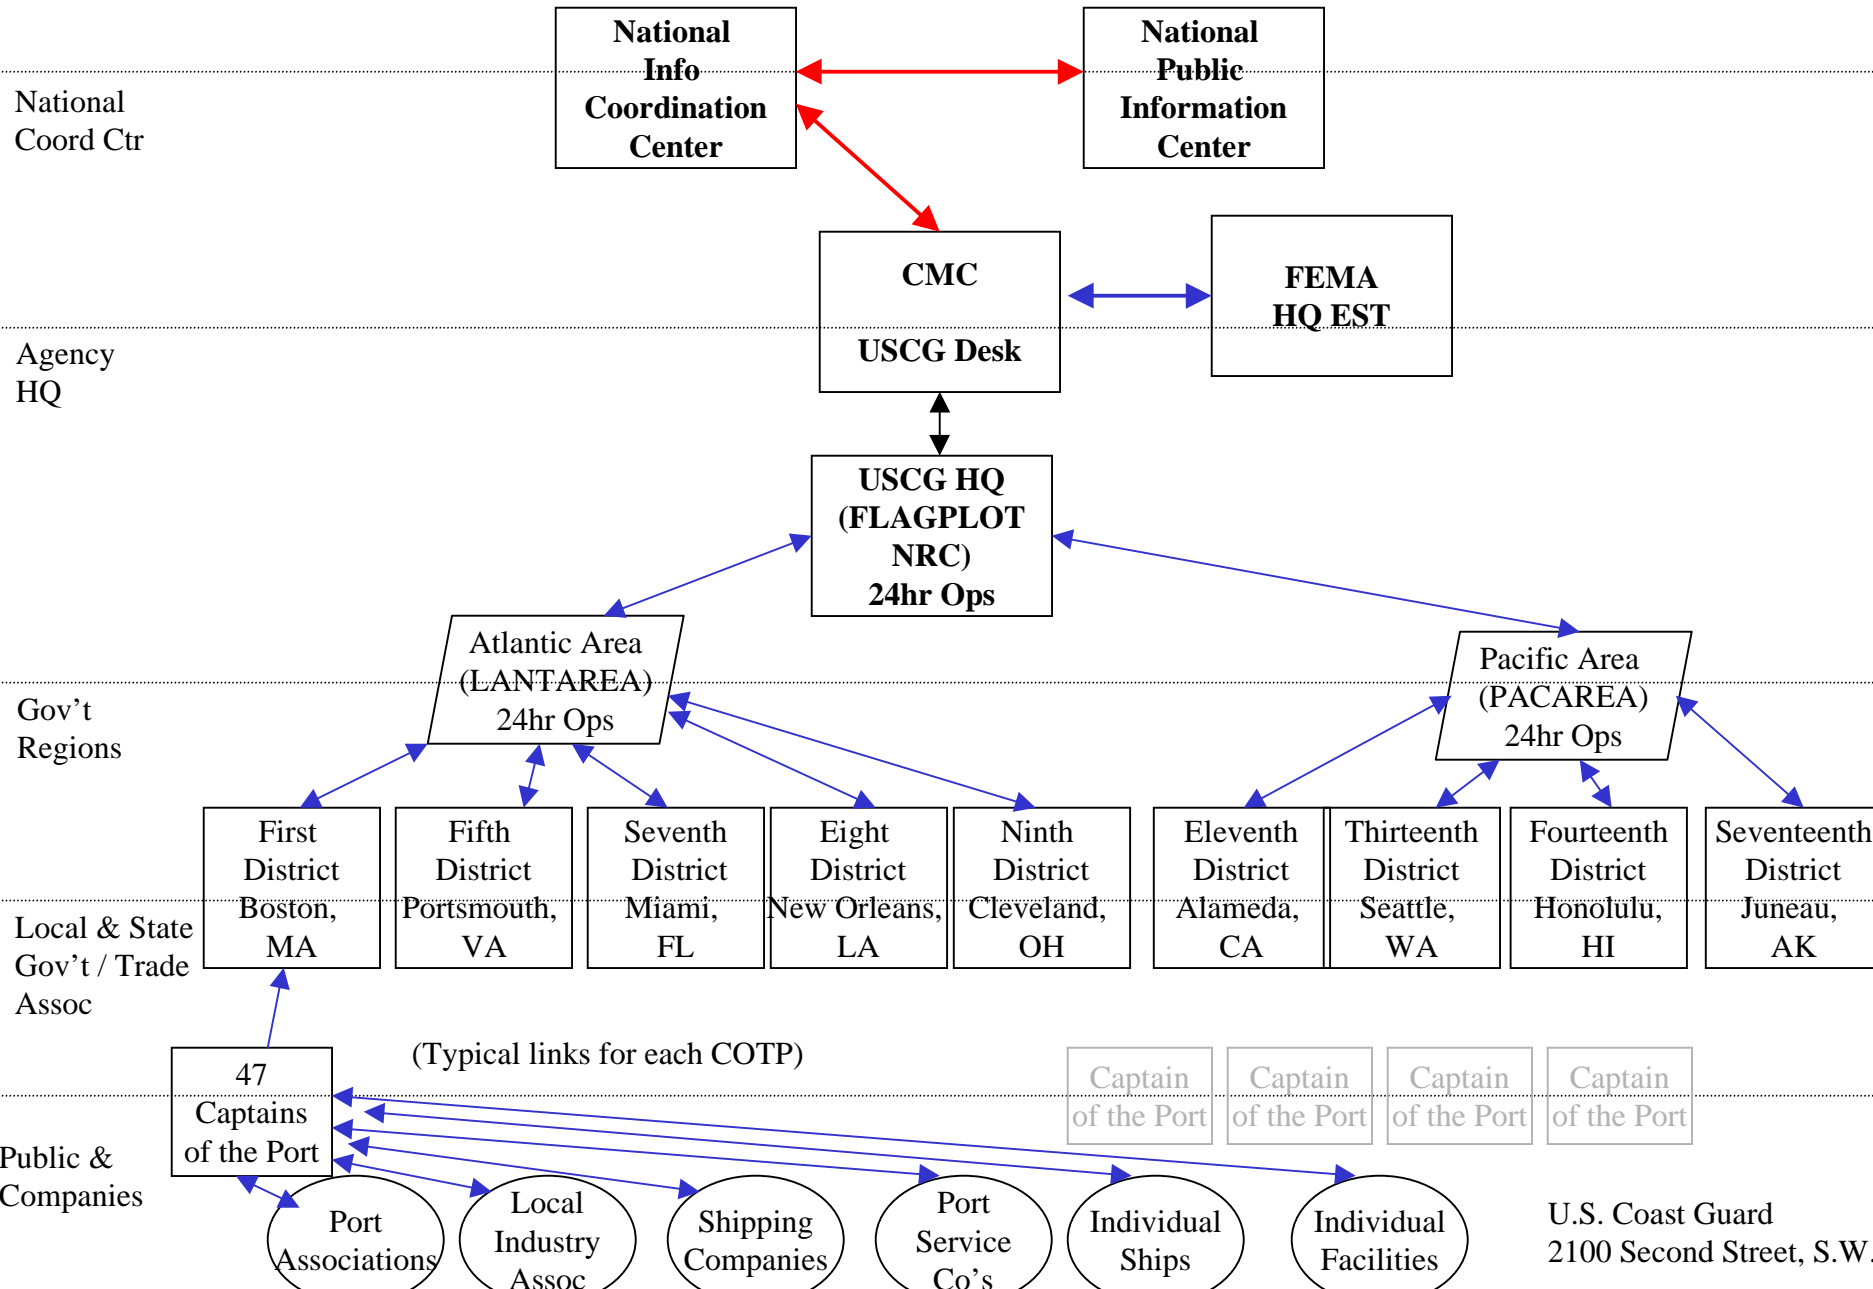 National
Info
Coordination
Center
National
Public
Information
Center
National
Coord Ctr
CMC
USCG Desk
FEMA
HQ EST
Agency
HQ
USCG HQ
(FLAGPLOT
NRC)
24hr Ops
Atlantic Area
(LANTAREA)
24hr Ops
Pacific Area
(PACAREA)
24hr Ops
Gov't
Regions
First
District
Boston,
MA
Fifth
District
Portsmouth,
VA
Seventh
District
Miami,
FL
Eight
District
New Orleans,
LA
Ninth
District
Cleveland,
OH
Eleventh
District
Alameda,
CA
Thirteenth
District
Seattle,
WA
Fourteenth
District
Honolulu,
HI
Seventeenth
District
Juneau,
AK
Local & State
Gov't / Trade
Assoc
47
Captains
of the Port
(Typical links for each COTP)
Captain
of the Port
Captain
of the Port
Captain
of the Port
Captain
of the Port
Public &
Companies
Port
Associations
Local
Industry
Assoc
Shipping
Companies
Port
Service
Co's
Individual
Ships
Individual
Facilities
U.S. Coast Guard
2100 Second Street, S.W.